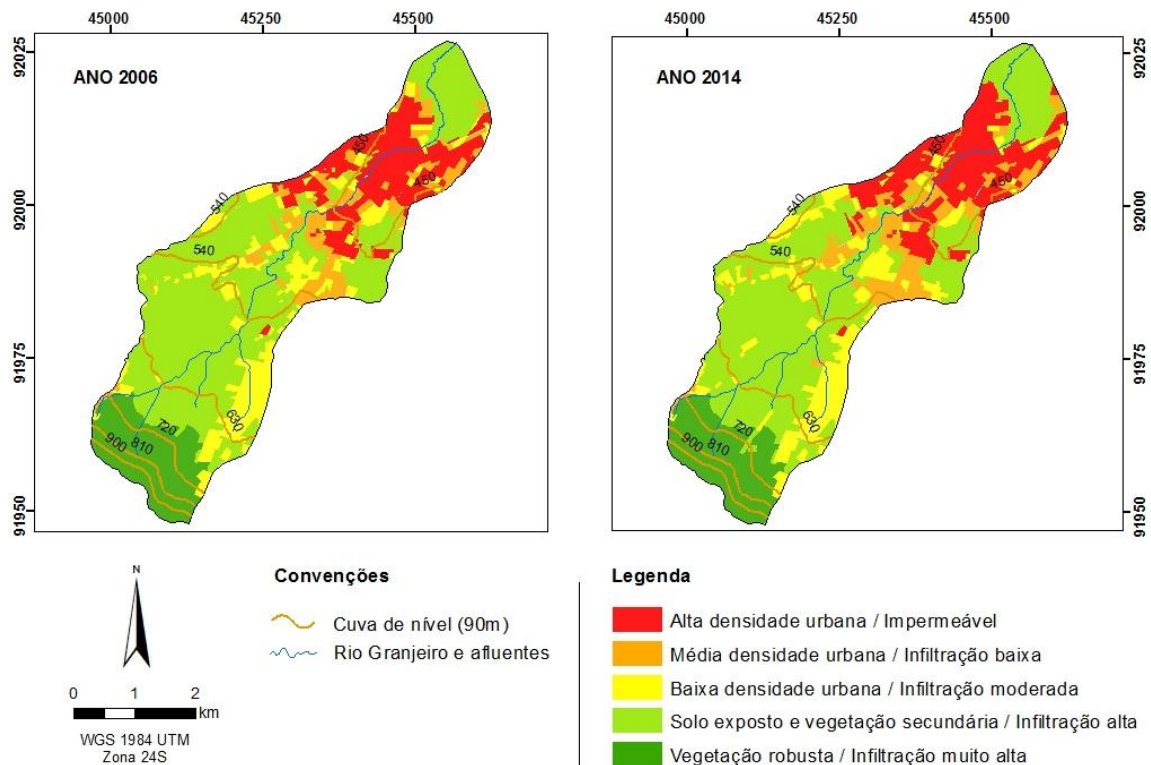 45000 45250 45500
92025
92000
91975
91950
ANO 2006
450
450
540
540
630
720
810
900
45000 45250 45500
92025
92000
91975
91950
ANO 2014
450
450
540
540
630
720
810
900
N
0 1 2
km
WGS 1984 UTM
Zona 24S
Convenções
Cuva de nível (90m)
Rio Granjeiro e afluentes
Legenda
Alta densidade urbana / Impermeável
Média densidade urbana / Infiltração baixa
Baixa densidade urbana / Infiltração moderada
Solo exposto e vegetação secundária / Infiltração alta
Vegetação robusta / Infiltração muito alta